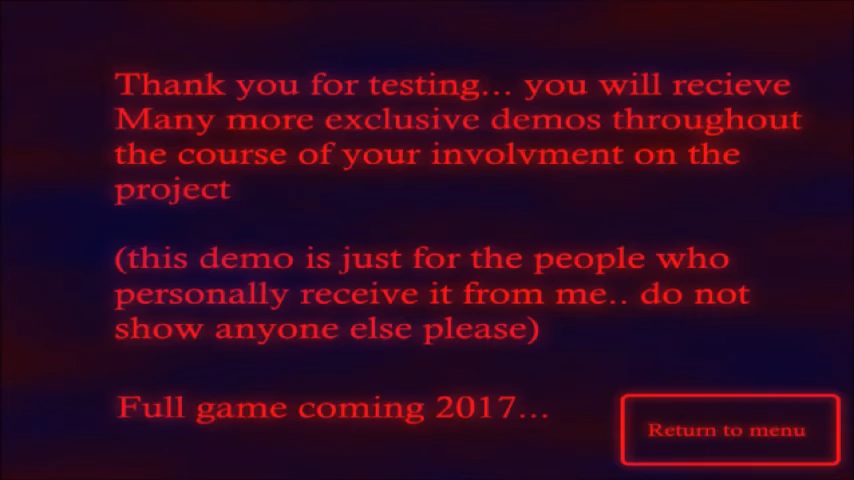 Thank you for testing... you will recieve
Many more exclusive demos throughout
the course of your involvment on the
project
(this demo is just for the people who
personally receive it from me.. do not
show anyone else please)
Full game coming 2017...
Return to menu